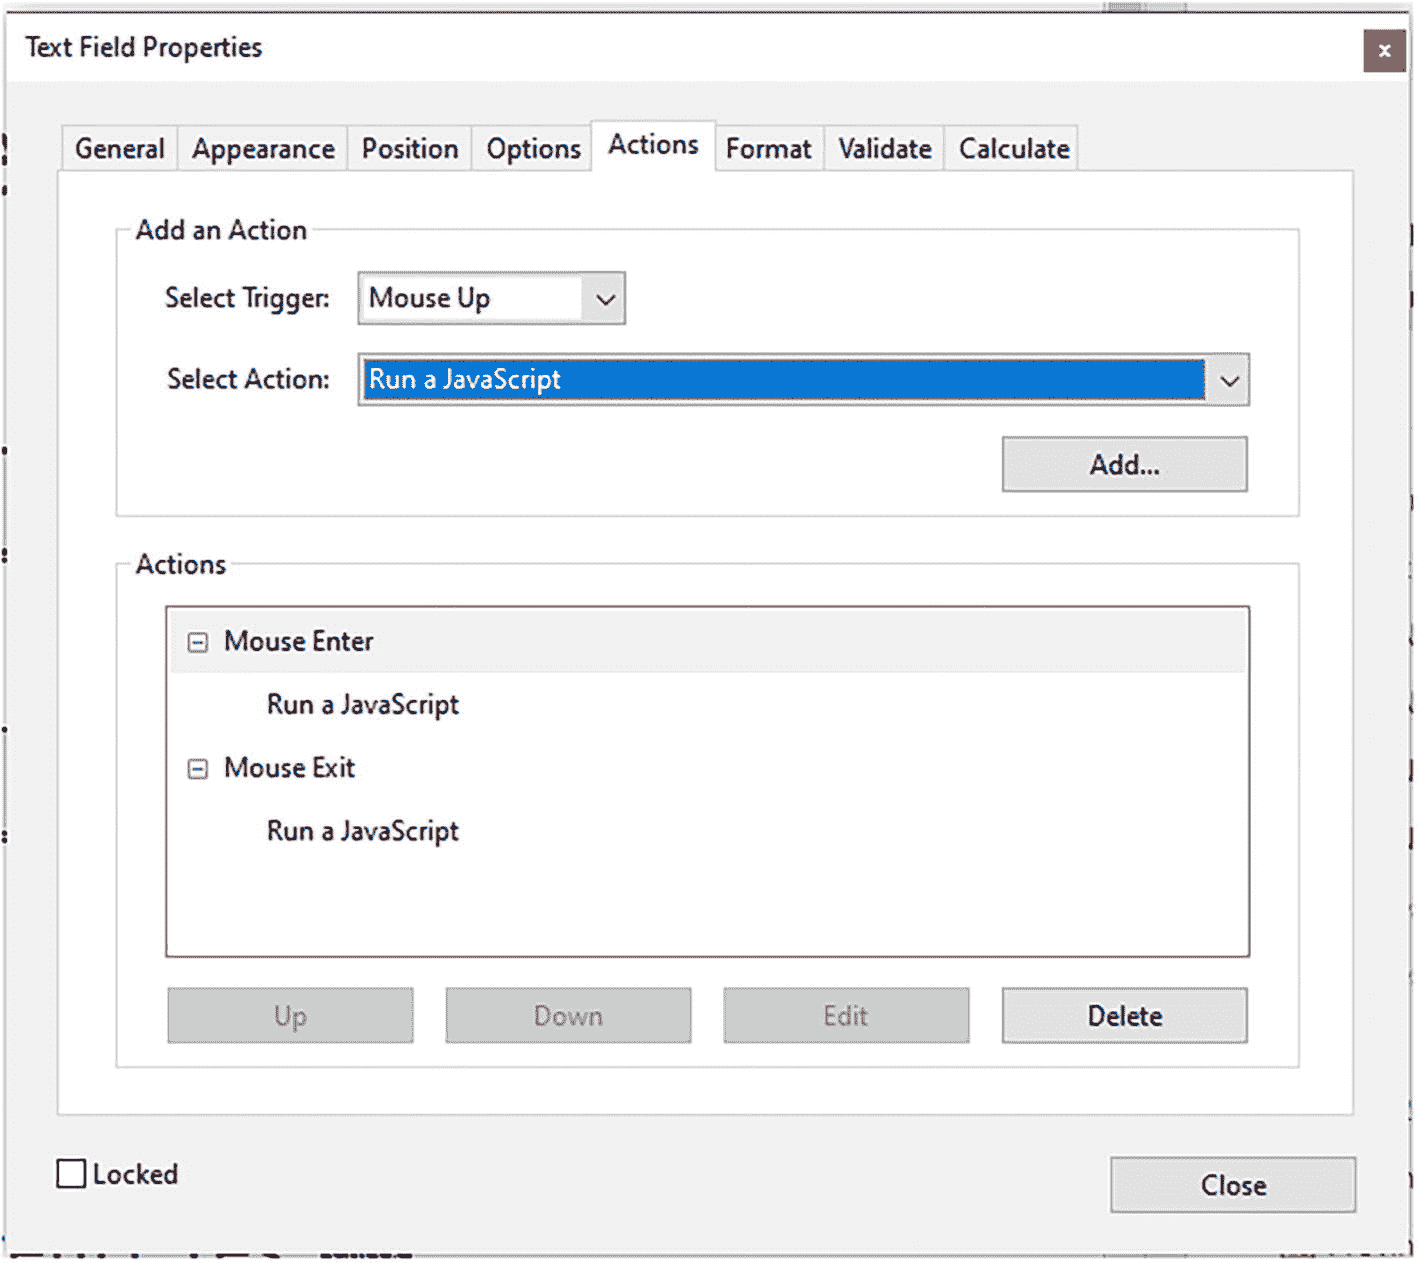 Text Field Properties
General Appearance Position Options Actions Format Validate Calculate
Add an Action
Select Trigger: Mouse Up
Select Action: Run a JavaScript
Add...
Actions
Mouse Enter
Run a JavaScript
Mouse Exit
Run a JavaScript
Up Down Edit Delete
Locked
Close